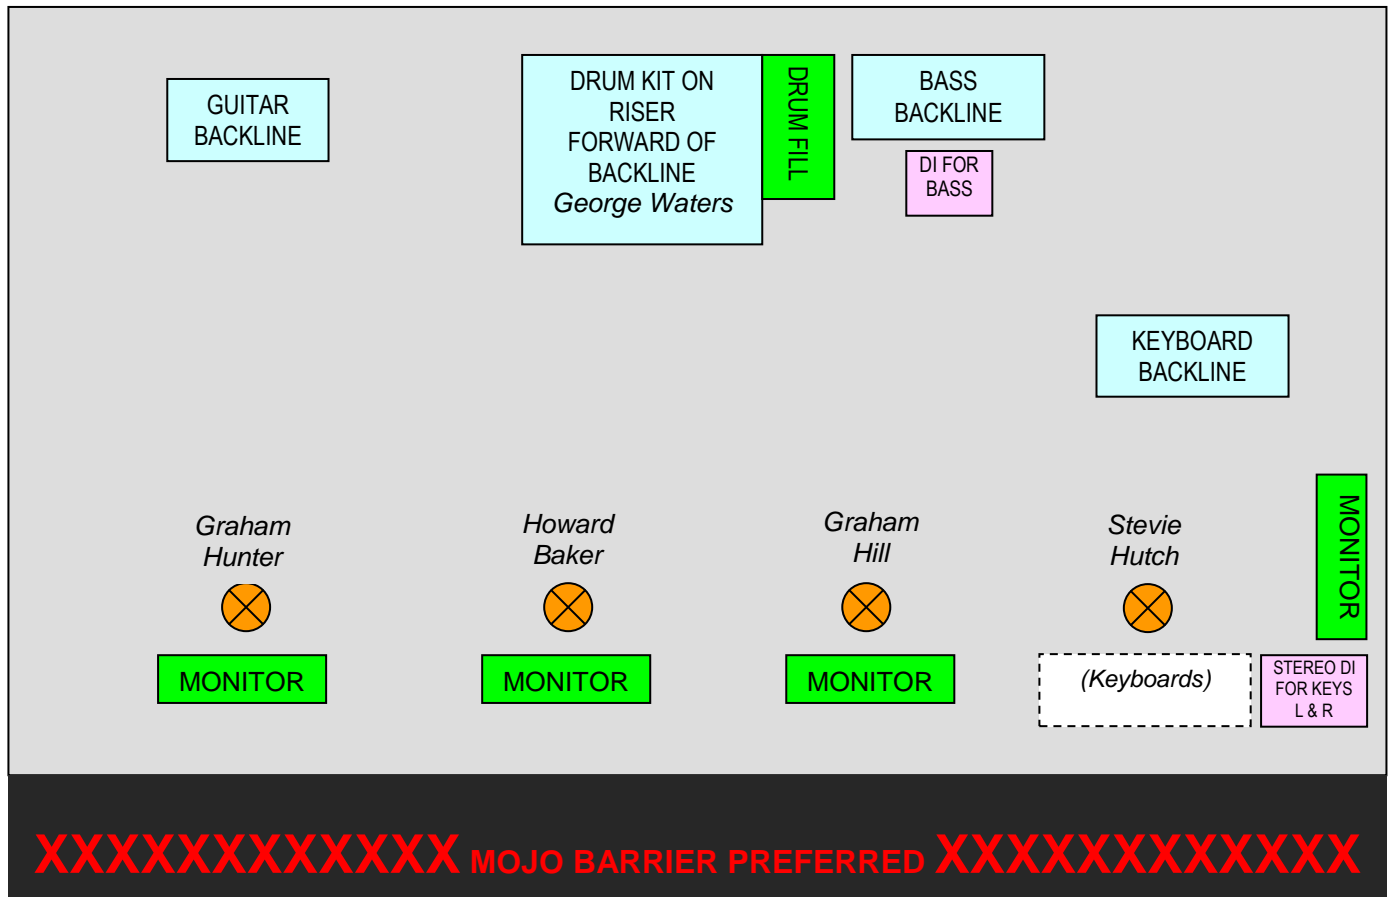 GUITAR
BACKLINE
DRUM KIT ON
RISER
FORWARD OF
BACKLINE
George Waters
DRUM FILL
BASS
BACKLINE
DI FOR
BASS
KEYBOARD
BACKLINE
Graham
Hunter
Howard
Baker
Graham
Hill
Stevie
Hutch
MONITOR
MONITOR
MONITOR
MONITOR
(Keyboards)
STEREO DI
FOR KEYS
L & R
XXXXXXXXXXXX MOJO BARRIER PREFERRED XXXXXXXXXXXX